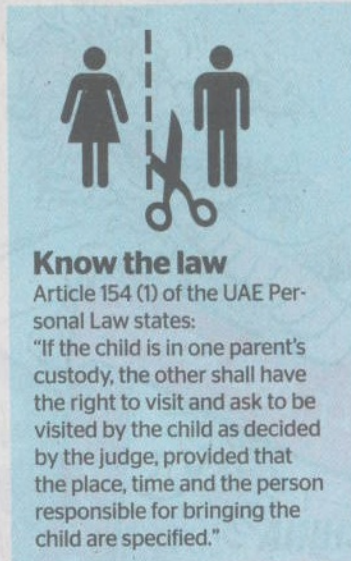 Know the law
Article 154 (1) of the UAE Per-
sonal Law states:
“If the child is in one parent’s
custody, the other shall have
the right to visit and ask to be
visited by the child as decided
by the judge, provided that
the place, time and the person
responsible for bringing the
child are specified.”